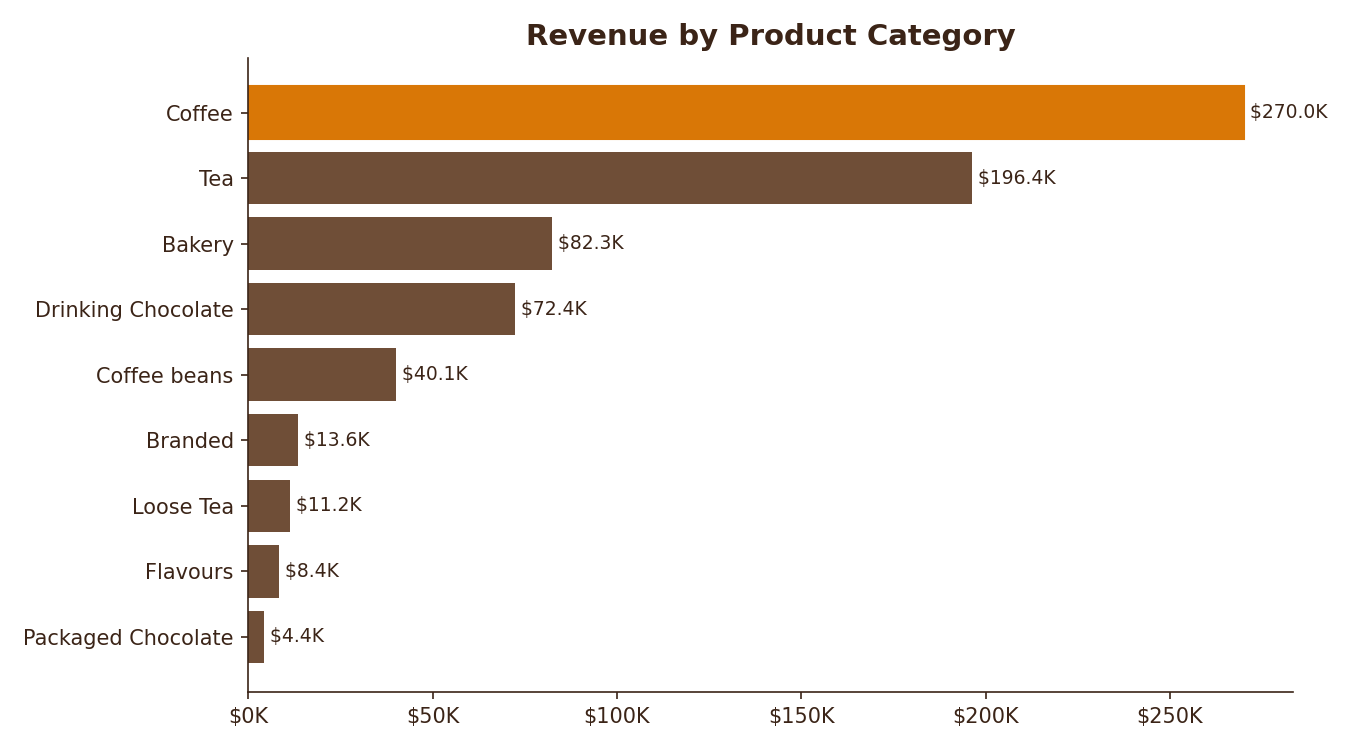 Revenue by Product Category
Coffee $270.0K
Tea $196.4K
Bakery $82.3K
Drinking Chocolate $72.4K
Coffee beans $40.1K
Branded $13.6K
Loose Tea $11.2K
Flavours $8.4K
Packaged Chocolate $4.4K
$0K $50K $100K $150K $200K $250K